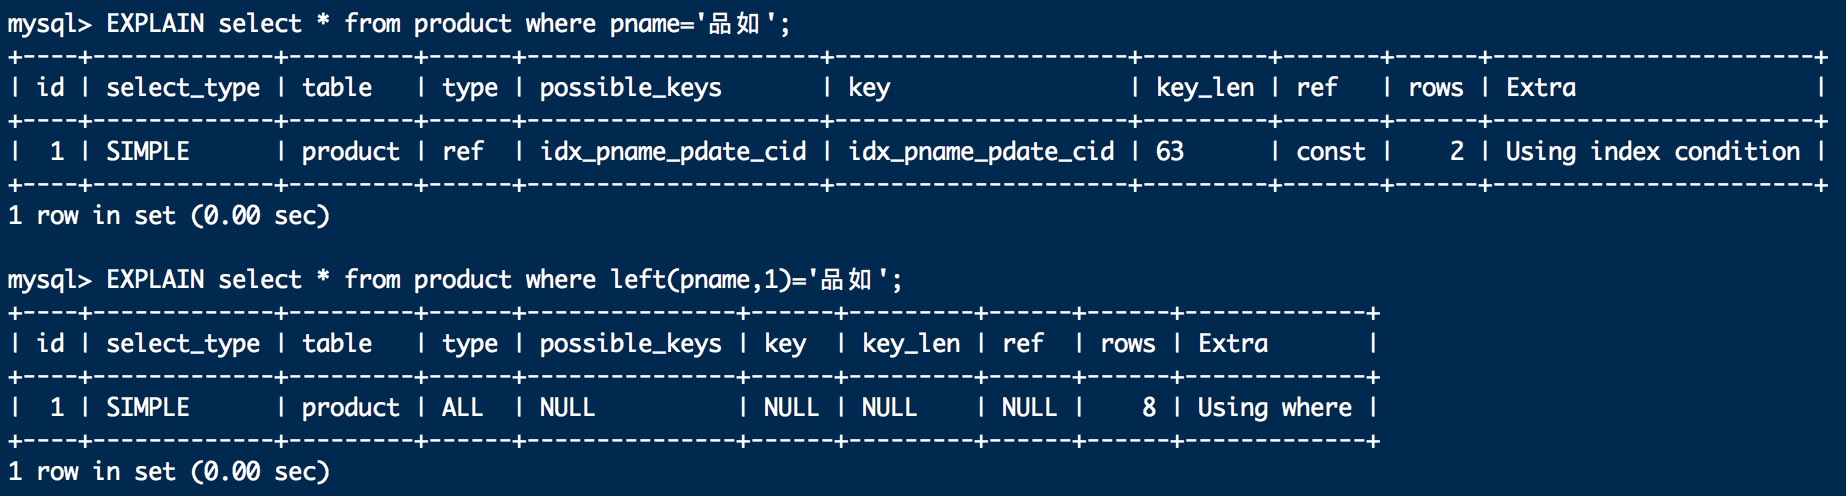 mysql> EXPLAIN select * from product where pname='品如';
+----+-------------+---------+------+--------------------+--------------------+---------+-------+------+-----------------------+
| id | select_type | table   | type | possible_keys      | key                | key_len | ref   | rows | Extra                 |
+----+-------------+---------+------+--------------------+--------------------+---------+-------+------+-----------------------+
|  1 | SIMPLE      | product | ref  | idx_pname_pdate_cid | idx_pname_pdate_cid | 63      | const |    2 | Using index condition |
+----+-------------+---------+------+--------------------+--------------------+---------+-------+------+-----------------------+
1 row in set (0.00 sec)

mysql> EXPLAIN select * from product where left(pname,1)='品如';
+----+-------------+---------+------+---------------+------+---------+------+------+-------------+
| id | select_type | table   | type | possible_keys | key  | key_len | ref  | rows | Extra       |
+----+-------------+---------+------+---------------+------+---------+------+------+-------------+
|  1 | SIMPLE      | product | ALL  | NULL          | NULL | NULL    | NULL |    8 | Using where |
+----+-------------+---------+------+---------------+------+---------+------+------+-------------+
1 row in set (0.00 sec)